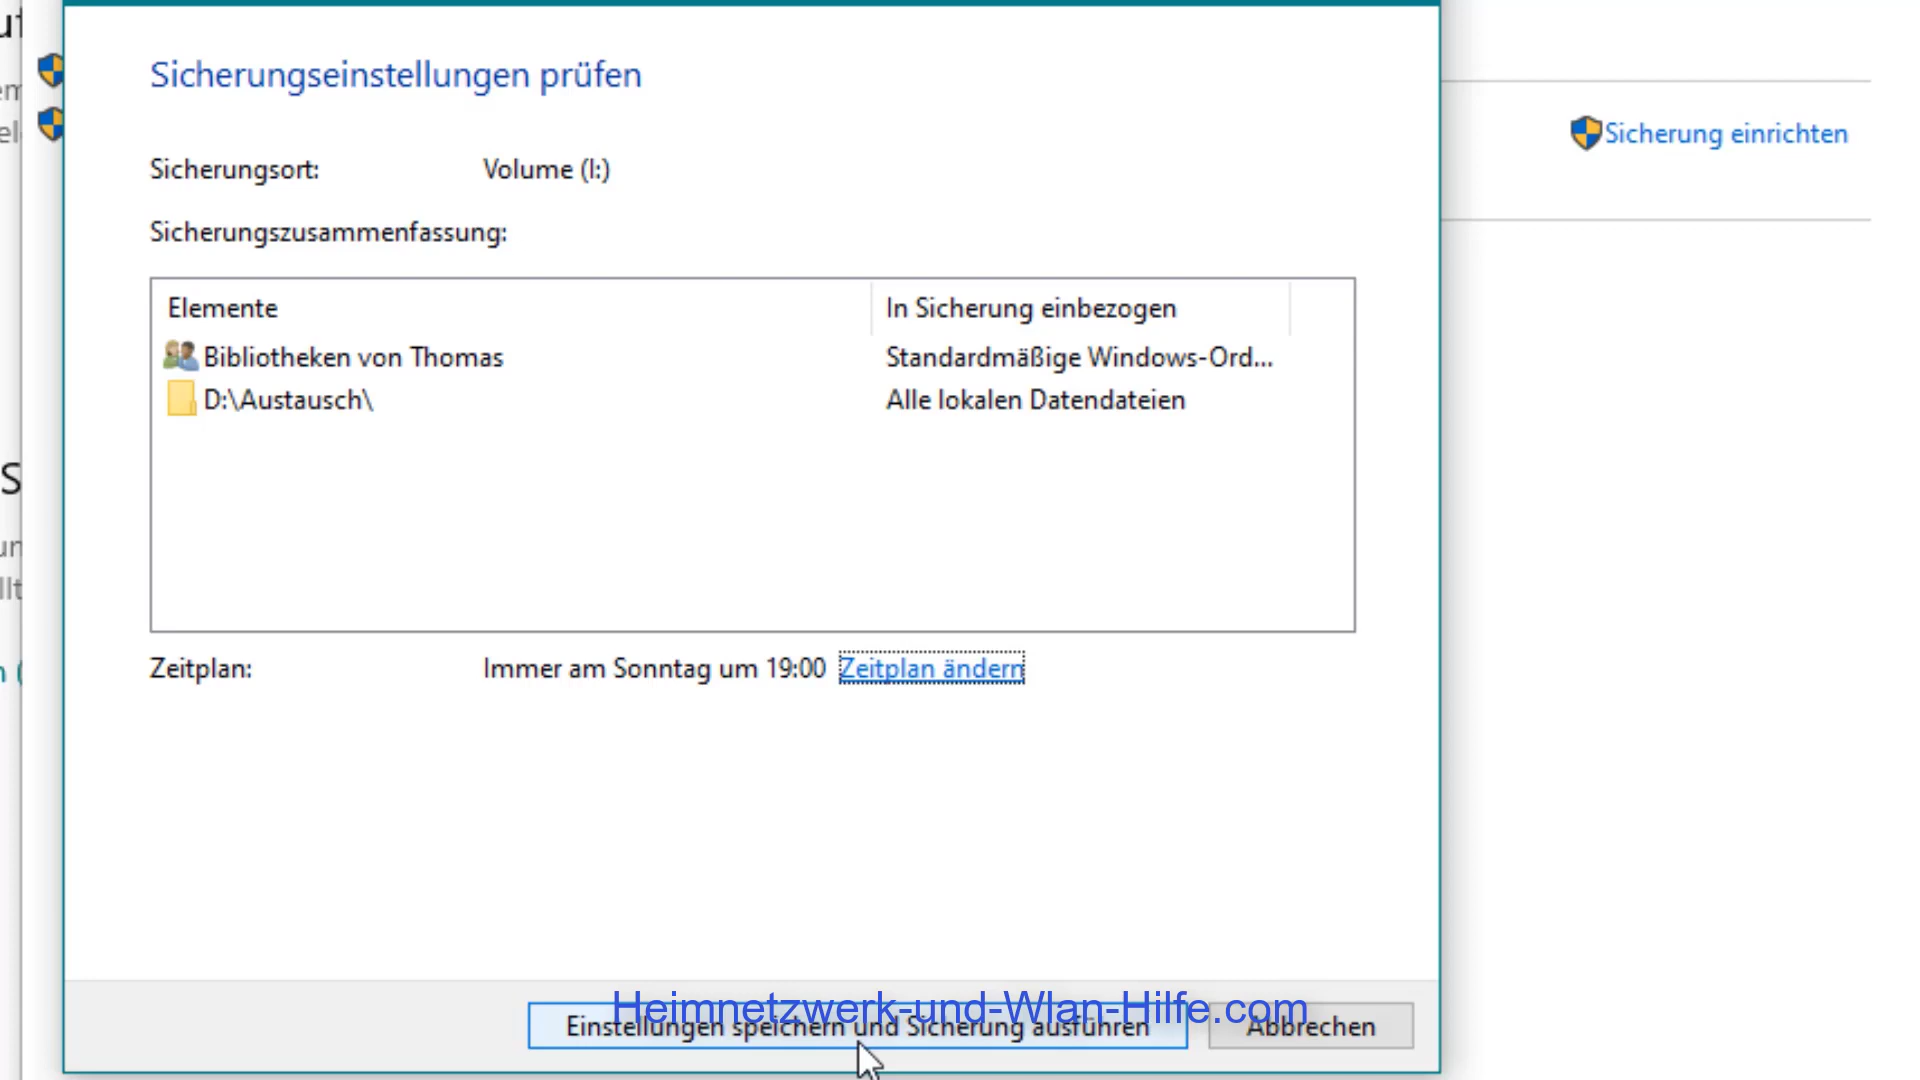 Sicherungseinstellungen prüfen
Sicherung einrichten
Sicherungsort: Volume (I:)
Sicherungszusammenfassung:
Elemente In Sicherung einbezogen
Bibliotheken von Thomas Standardmäßige Windows-Ord...
D:\Austausch\ Alle lokalen Datendateien
Zeitplan: Immer am Sonntag um 19:00 Zeitplan ändern
Heimnetzwerk-und-Wlan-Hilfe.com
Einstellungen speichern und Sicherung ausführen Abbrechen